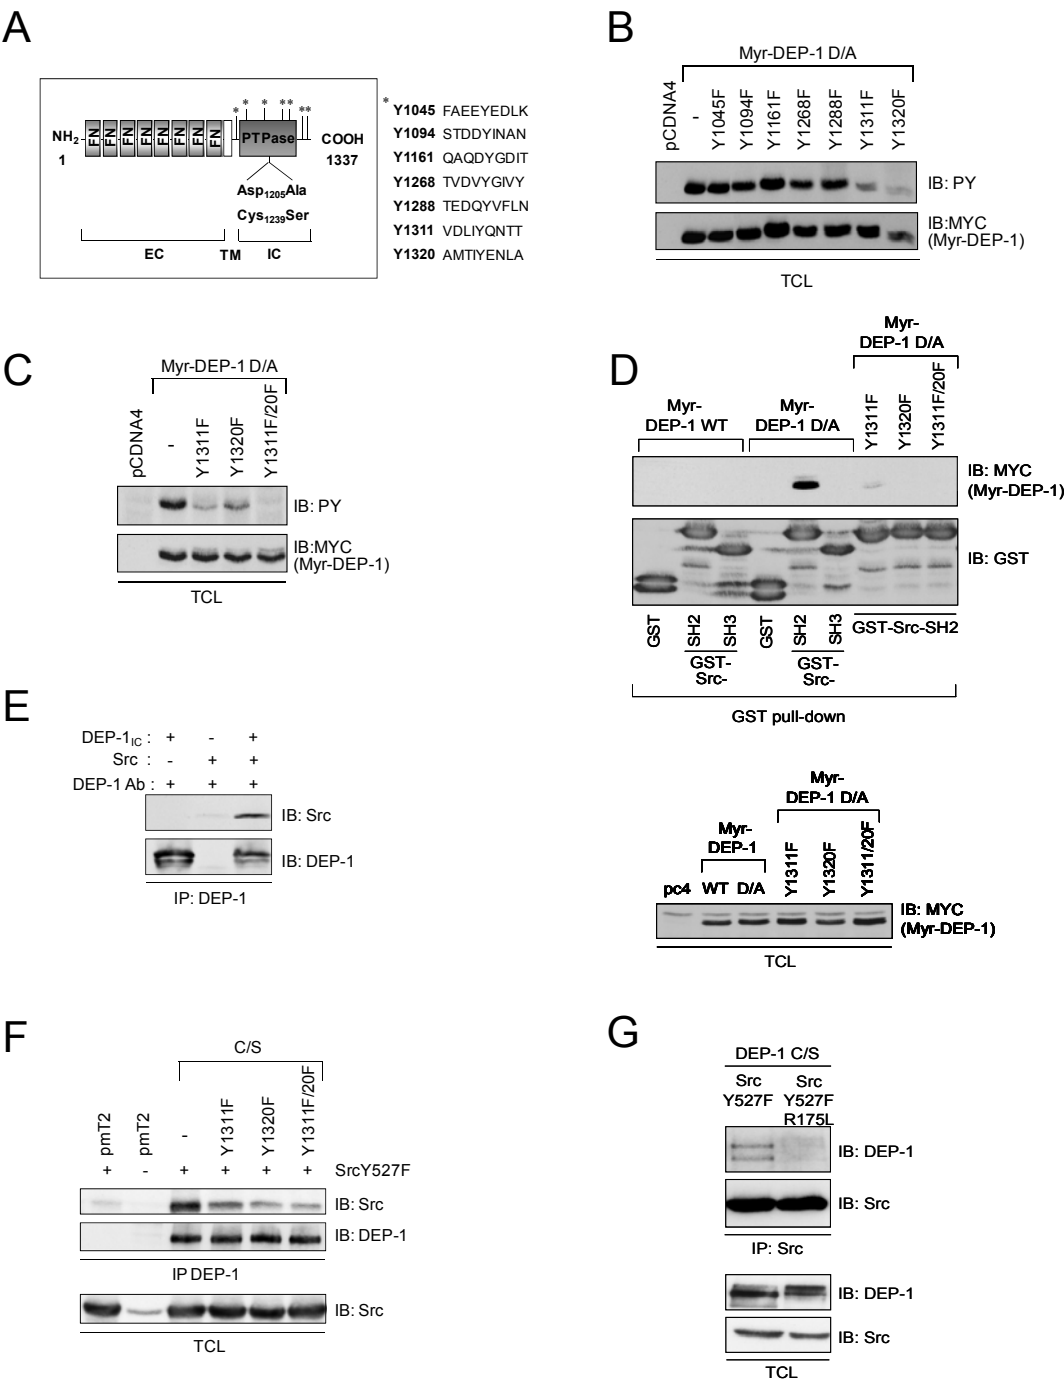 A
NH2
1
FN FN FN FN FN FN FN FN
PTPase
COOH
1337
Asp1205Ala
Cys1239Ser
EC TM IC
* Y1045 FAEEYEDLK
Y1094 STDDYINAN
Y1161 QAQDYGDIT
Y1268 TVDVYGIVY
Y1288 TEDQYVFLN
Y1311 VDLIYQNTT
Y1320 AMTIYENLA
B
Myr-DEP-1 D/A
pCDNA4 - Y1045F Y1094F Y1161F Y1268F Y1288F Y1311F Y1320F
IB: PY
IB:MYC
(Myr-DEP-1)
TCL
C
Myr-DEP-1 D/A
pCDNA4 - Y1311F Y1320F Y1311F/20F
IB: PY
IB:MYC
(Myr-DEP-1)
TCL
D
Myr-
DEP-1 WT
Myr-
DEP-1 D/A
Myr-
DEP-1 D/A
Y1311F Y1320F Y1311F/20F
IB: MYC
(Myr-DEP-1)
IB: GST
GST SH2 SH3 GST SH2 SH3 GST-Src-SH2
GST-
Src-
GST-
Src-
GST pull-down
Myr-
DEP-1
Myr-
DEP-1 D/A
pc4 WT D/A Y1311F Y1320F Y1311/20F
IB: MYC
(Myr-DEP-1)
TCL
E
DEP-1IC : + - +
Src : - + +
DEP-1 Ab : + + +
IB: Src
IB: DEP-1
IP: DEP-1
F
C/S
pmT2 pmT2 - Y1311F Y1320F Y1311F/20F
+ - + + + + SrcY527F
IB: Src
IB: DEP-1
IP DEP-1
IB: Src
TCL
G
DEP-1 C/S
Src
Y527F
Src
Y527F
R175L
IB: DEP-1
IB: Src
IP: Src
IB: DEP-1
IB: Src
TCL